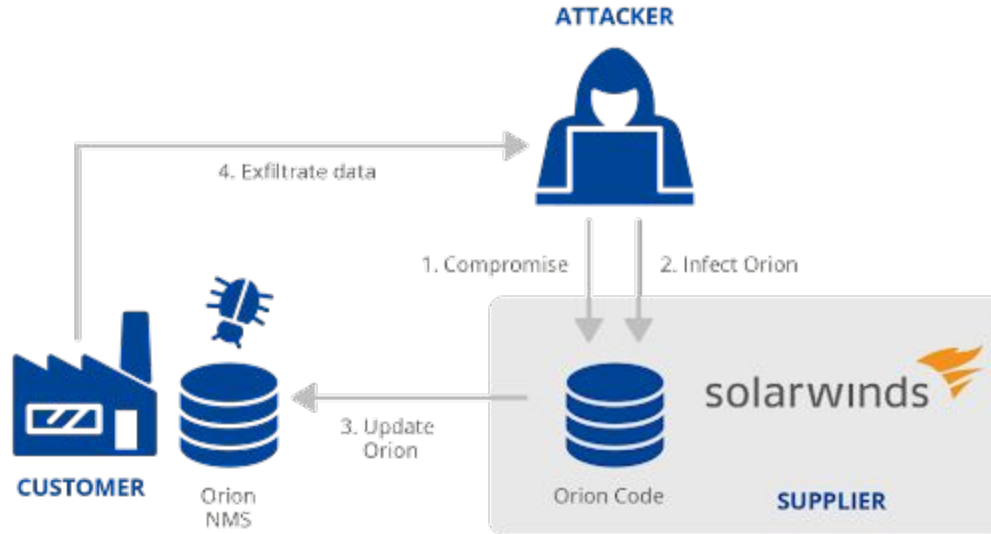 ATTACKER
4. Exfiltrate data
1. Compromise
2. Infect Orion
solarwinds
3. Update
Orion
CUSTOMER
Orion
NMS
Orion Code
SUPPLIER